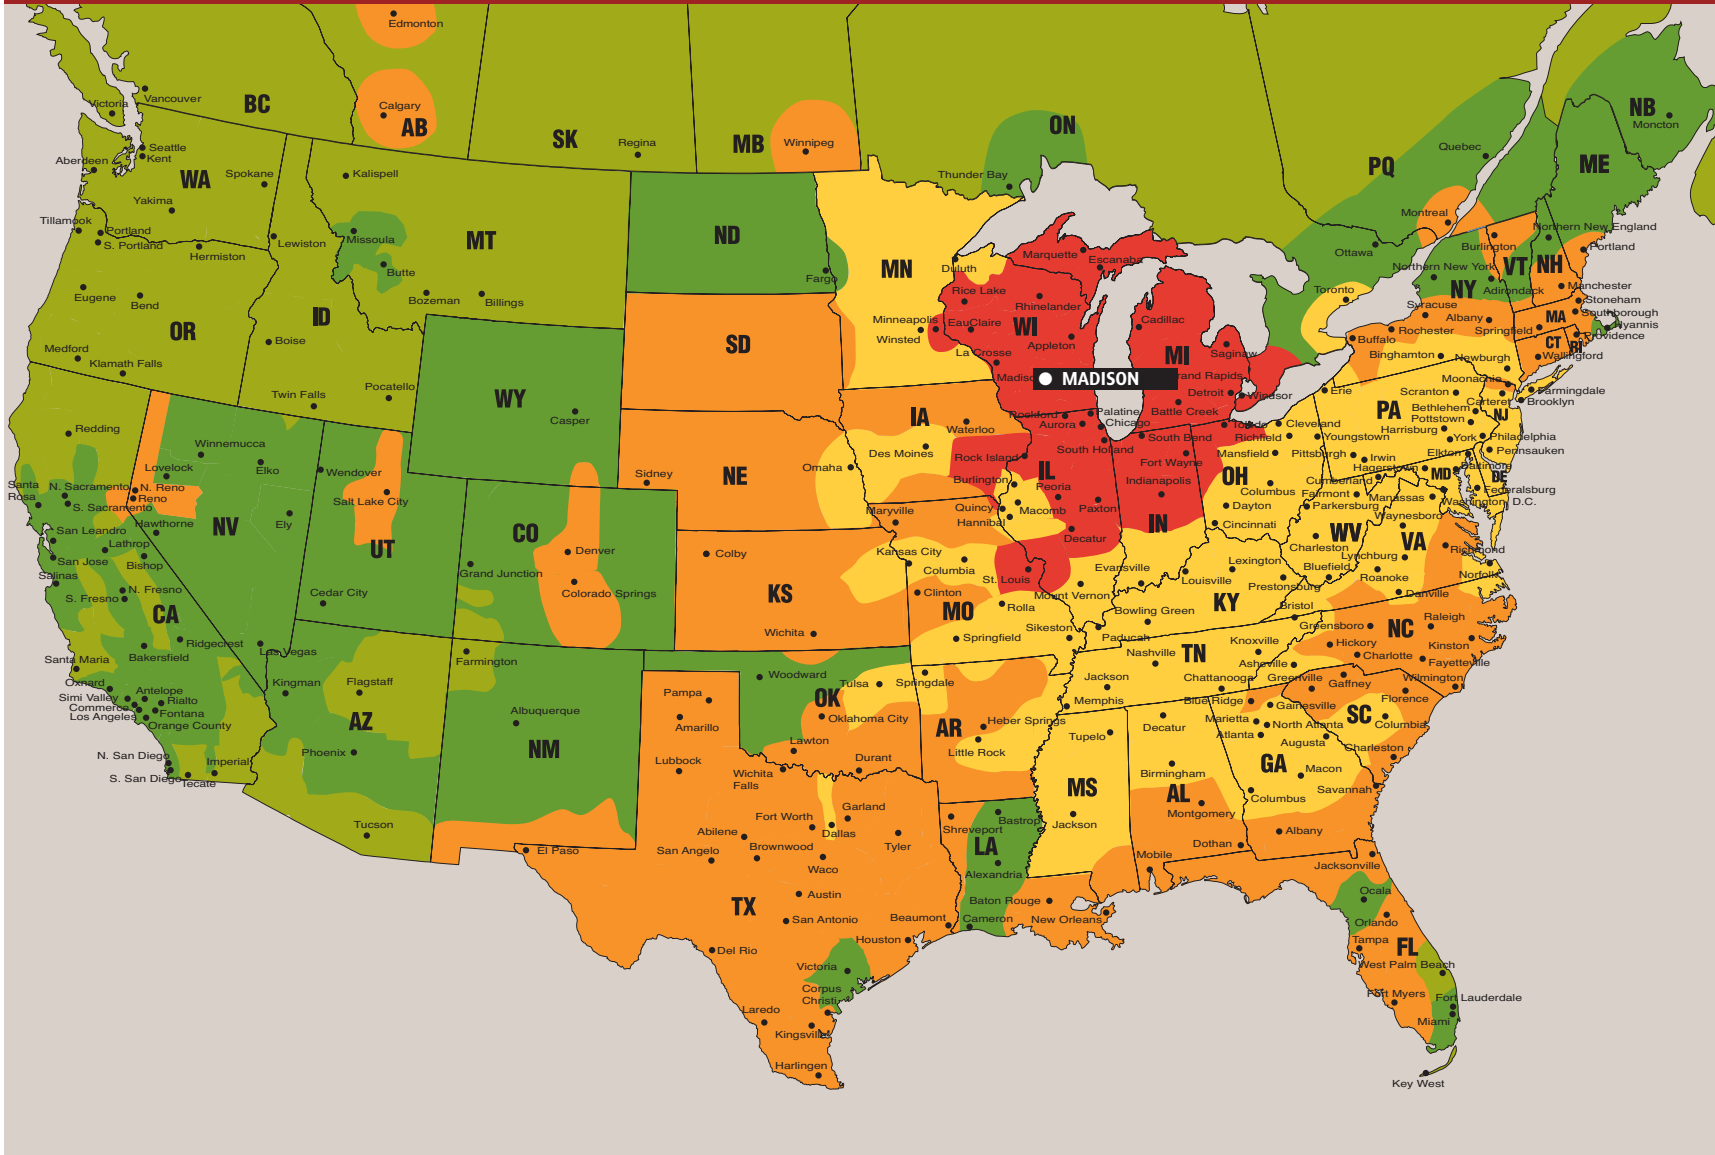 Edmonton
Calgary
AB
Victoria
Vancouver
BC
SK
Regina
MB
Winnipeg
ON
Thunder Bay
PQ
Quebec
Montreal
Ottawa
Toronto
Windsor
NB
Moncton
ME
Northern New England
Portland
Seattle
Kent
Aberdeen
WA
Spokane
Yakima
Tillamook
Portland
S. Portland
Hermiston
Lewiston
Eugene
Bend
OR
Medford
Klamath Falls
ID
Boise
Twin Falls
Pocatello
Kalispell
MT
Missoula
Butte
Bozeman
Billings
ND
Fargo
SD
WY
Casper
NE
Sidney
Omaha
MN
Duluth
Minneapolis
Winsted
WI
Marquette
Escanaba
Rice Lake
Rhinelander
EauClaire
Appleton
La Crosse
MADISON
MI
Cadillac
Saginaw
Detroit
Battle Creek
IA
Waterloo
Des Moines
Rock Island
Burlington
IL
Rockford
Aurora
Palatine
Chicago
South Holland
Peoria
Macomb
Paxton
Quincy
Decatur
Mount Vernon
IN
South Bend
Fort Wayne
Indianapolis
Evansville
OH
Toledo
Cleveland
Richfield
Mansfield
Youngstown
Columbus
Dayton
Cincinnati
PA
Erie
Pittsburgh
Irwin
Scranton
Bethlehem
Pottstown
Harrisburg
York
Philadelphia
NY
Northern New York
Adirondack
Syracuse
Albany
Rochester
Buffalo
Binghamton
Newburgh
Farmingdale
Brooklyn
VT
Burlington
NH
Manchester
MA
Stoneham
Southborough
Hyannis
Springfield
CT
Wallingford
RI
Providence
NJ
Moonachie
Carteret
Pennsauken
DE
MD
Elkton
Baltimore
Hagerstown
Cumberland
Federalsburg
Washington D.C.
WV
Fairmont
Parkersburg
Charleston
Bluefield
VA
Manassas
Waynesboro
Lynchburg
Richmond
Roanoke
Norfolk
Danville
Bristol
KY
Lexington
Louisville
Prestonsburg
Bowling Green
Paducah
TN
Knoxville
Nashville
Jackson
Memphis
Chattanooga
NC
Greensboro
Raleigh
Hickory
Kinston
Charlotte
Asheville
Fayetteville
Wilmington
SC
Greenville
Gaffney
Florence
Columbia
Charleston
GA
Blue Ridge
Gainesville
Marietta
North Atlanta
Atlanta
Augusta
Macon
Columbus
Savannah
Albany
AL
Decatur
Birmingham
Montgomery
Dothan
Mobile
MS
Tupelo
Jackson
FL
Jacksonville
Ocala
Orlando
Tampa
West Palm Beach
Fort Myers
Fort Lauderdale
Miami
Key West
LA
Shreveport
Bastrop
Alexandria
Baton Rouge
Cameron
New Orleans
AR
Springdale
Heber Springs
Little Rock
MO
Maryville
Hannibal
Kansas City
Columbia
St. Louis
Clinton
Rolla
Springfield
Sikeston
KS
Colby
Wichita
OK
Woodward
Tulsa
Oklahoma City
Lawton
Durant
TX
Pampa
Amarillo
Lubbock
Wichita
Falls
Fort Worth
Garland
Dallas
Abilene
Brownwood
Tyler
San Angelo
Waco
El Paso
Austin
San Antonio
Beaumont
Houston
Del Rio
Victoria
Corpus
Christi
Laredo
Kingsville
Harlingen
CO
Denver
Grand Junction
Colorado Springs
NM
Farmington
Albuquerque
AZ
Kingman
Flagstaff
Phoenix
Tucson
UT
Wendover
Salt Lake City
Cedar City
NV
Winnemucca
Elko
Lovelock
N. Reno
Reno
Hawthorne
Ely
Las Vegas
CA
Redding
Santa
Rosa
N. Sacramento
S. Sacramento
San Leandro
Lathrop
San Jose
Bishop
Salinas
N. Fresno
S. Fresno
Ridgecrest
Bakersfield
Santa Maria
Oxnard
Antelope
Simi Valley
Rialto
Commerce
Fontana
Los Angeles
Orange County
N. San Diego
Imperial
S. San Diego
Tecate